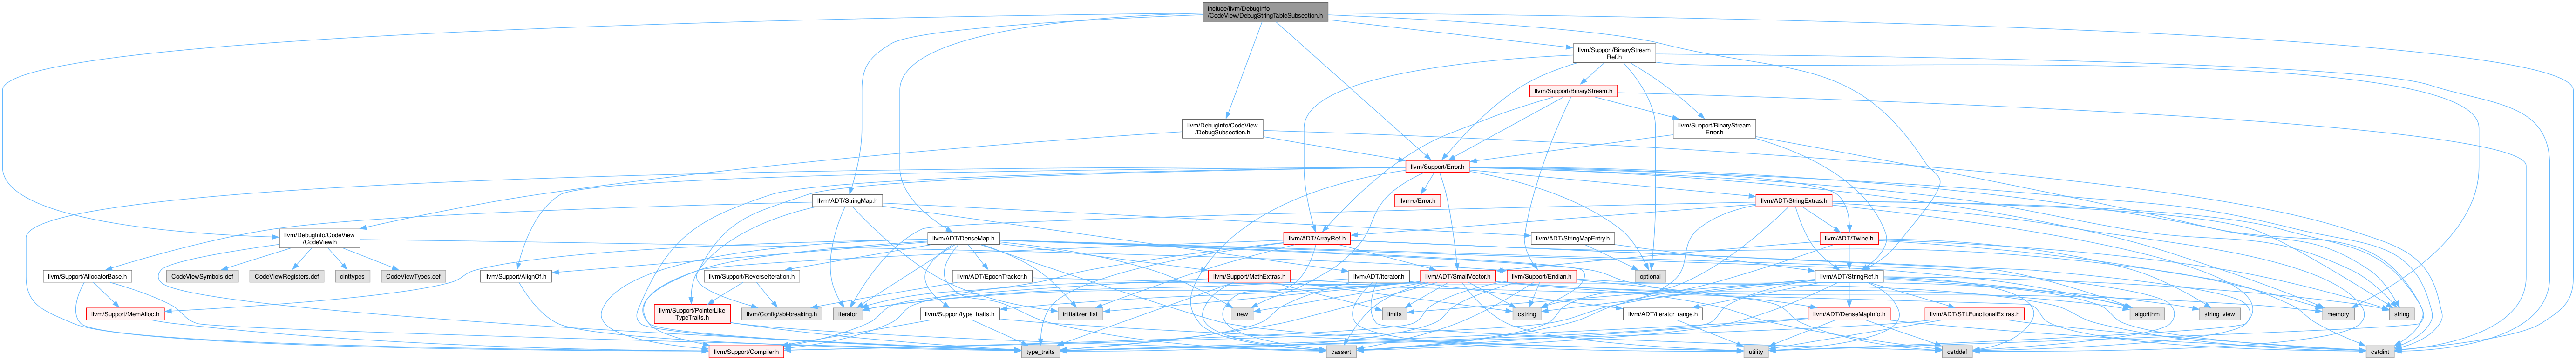 include/llvm/DebugInfo
/CodeView/DebugStringTableSubsection.h
llvm/Support/BinaryStream
Ref.h
llvm/Support/BinaryStream.h
llvm/DebugInfo/CodeView
/DebugSubsection.h
llvm/Support/BinaryStream
Error.h
llvm/Support/Error.h
llvm/ADT/StringMap.h
llvm-c/Error.h
llvm/ADT/StringExtras.h
llvm/DebugInfo/CodeView
/CodeView.h
llvm/ADT/DenseMap.h
llvm/ADT/ArrayRef.h
llvm/ADT/StringMapEntry.h
llvm/ADT/Twine.h
llvm/Support/AllocatorBase.h
CodeViewSymbols.def
CodeViewRegisters.def
cinttypes
CodeViewTypes.def
llvm/Support/AlignOf.h
llvm/Support/ReverseIteration.h
llvm/ADT/EpochTracker.h
llvm/Support/MathExtras.h
llvm/ADT/iterator.h
llvm/ADT/SmallVector.h
llvm/Support/Endian.h
optional
llvm/ADT/StringRef.h
llvm/Support/MemAlloc.h
llvm/Support/PointerLike
TypeTraits.h
llvm/Config/abi-breaking.h
iterator
llvm/Support/type_traits.h
initializer_list
new
limits
cstring
llvm/ADT/iterator_range.h
llvm/ADT/DenseMapInfo.h
llvm/ADT/STLFunctionalExtras.h
algorithm
string_view
memory
string
llvm/Support/Compiler.h
type_traits
cassert
utility
cstddef
cstdint